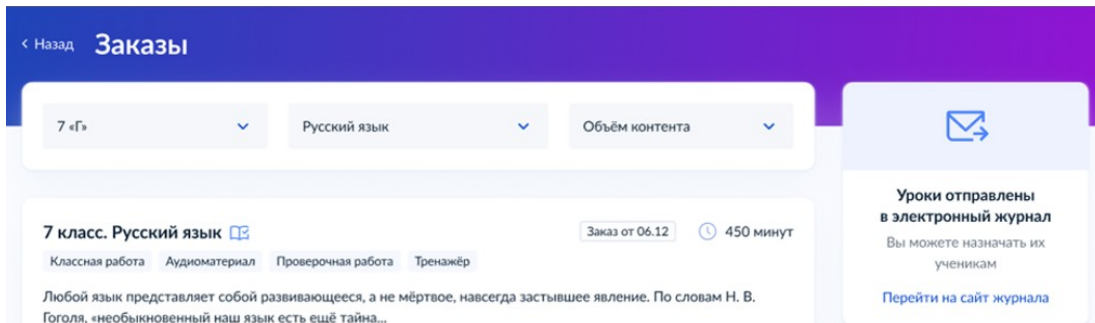 ‹ Назад Заказы
7 «Г» Русский язык Объём контента
7 класс. Русский язык Заказ от 06.12 450 минут
Классная работа Аудиоматериал Проверочная работа Тренажёр
Любой язык представляет собой развивающееся, а не мёртвое, навсегда застывшее явление. По словам Н. В.
Гоголя, «необыкновенный наш язык есть ещё тайна...
Уроки отправлены
в электронный журнал
Вы можете назначать их
ученикам
Перейти на сайт журнала